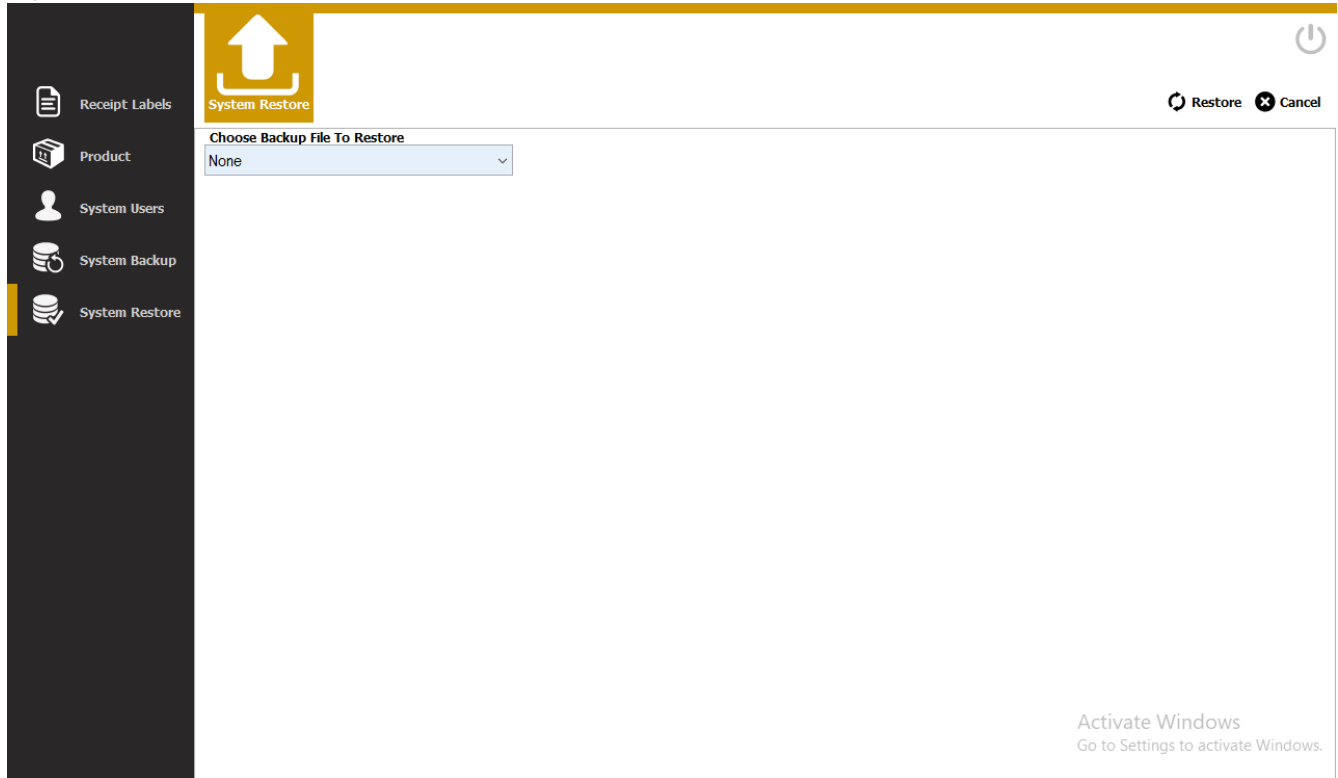 Receipt Labels
Product
System Users
System Backup
System Restore
System Restore
Restore
Cancel
Choose Backup File To Restore
None
Activate Windows
Go to Settings to activate Windows.